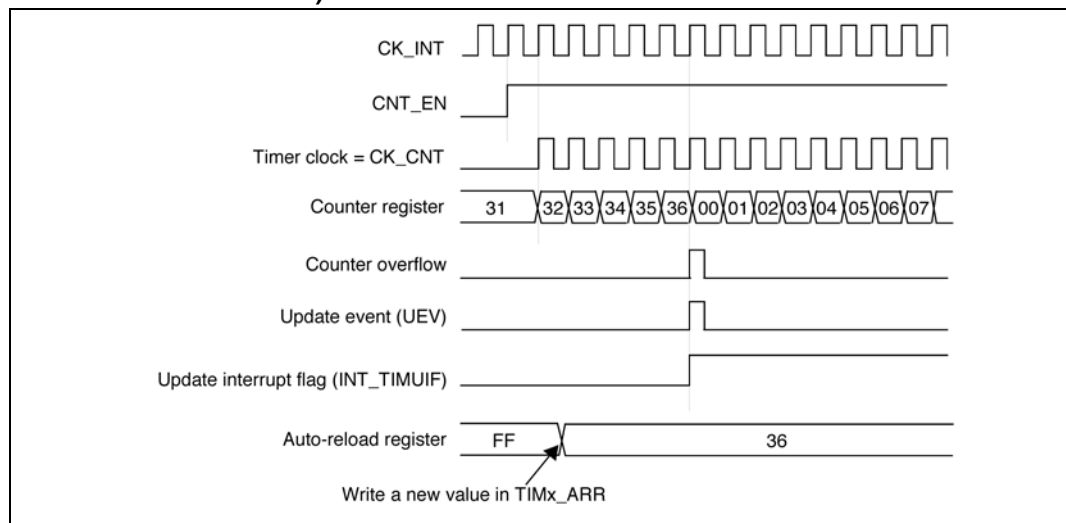 CK_INT
CNT_EN
Timer clock = CK_CNT
Counter register 31 32 33 34 35 36 00 01 02 03 04 05 06 07
Counter overflow
Update event (UEV)
Update interrupt flag (INT_TIMUIF)
Auto-reload register FF 36
Write a new value in TIMx_ARR